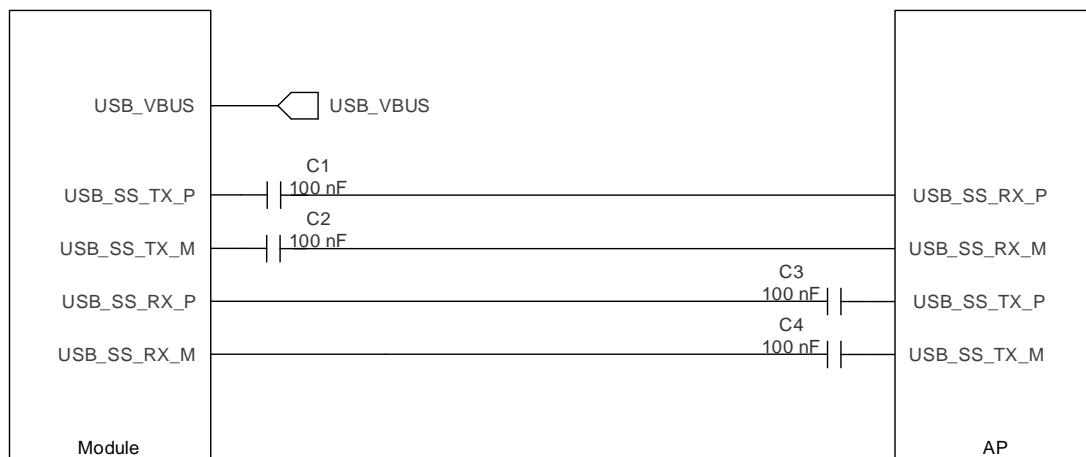 USB_VBUS
USB_VBUS
C1
100 nF
USB_SS_TX_P
USB_SS_RX_P
C2
100 nF
USB_SS_TX_M
USB_SS_RX_M
C3
100 nF
USB_SS_RX_P
USB_SS_TX_P
C4
100 nF
USB_SS_RX_M
USB_SS_TX_M
Module
AP